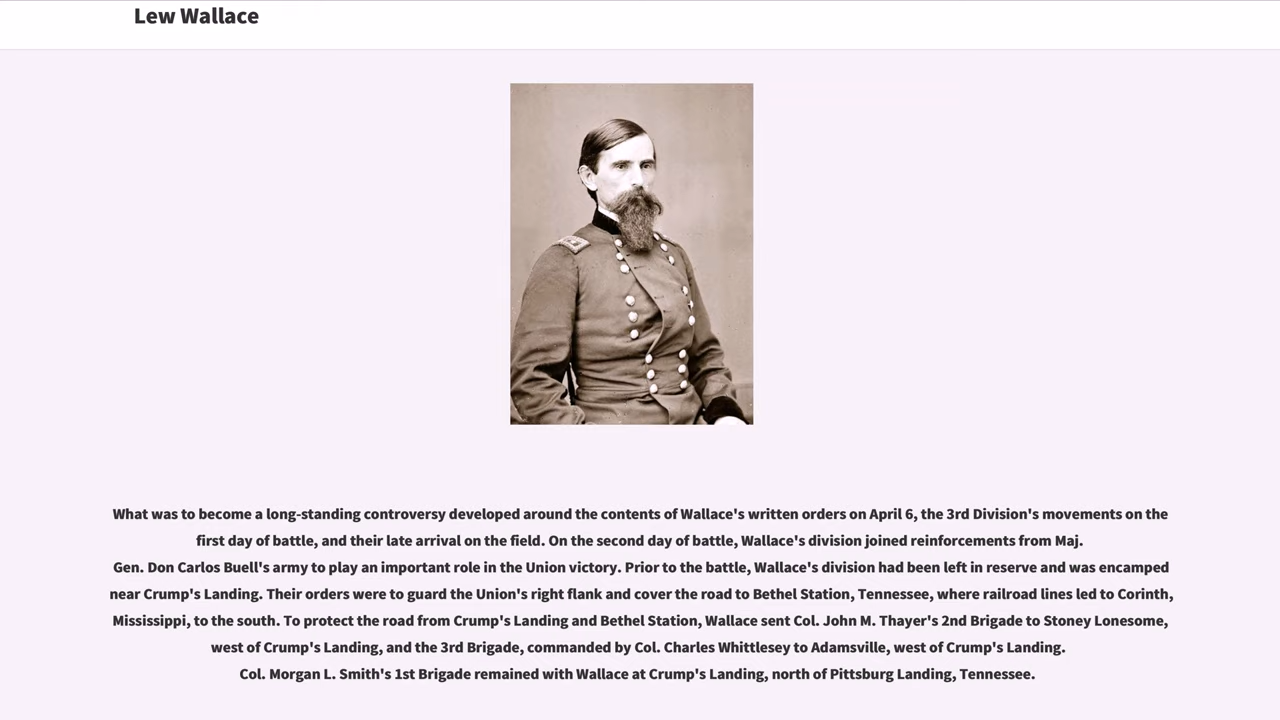 Lew Wallace
What was to become a long-standing controversy developed around the contents of Wallace's written orders on April 6, the 3rd Division's movements on the
first day of battle, and their late arrival on the field. On the second day of battle, Wallace's division joined reinforcements from Maj.
Gen. Don Carlos Buell's army to play an important role in the Union victory. Prior to the battle, Wallace's division had been left in reserve and was encamped
near Crump's Landing. Their orders were to guard the Union's right flank and cover the road to Bethel Station, Tennessee, where railroad lines led to Corinth,
Mississippi, to the south. To protect the road from Crump's Landing and Bethel Station, Wallace sent Col. John M. Thayer's 2nd Brigade to Stoney Lonesome,
west of Crump's Landing, and the 3rd Brigade, commanded by Col. Charles Whittlesey to Adamsville, west of Crump's Landing.
Col. Morgan L. Smith's 1st Brigade remained with Wallace at Crump's Landing, north of Pittsburg Landing, Tennessee.